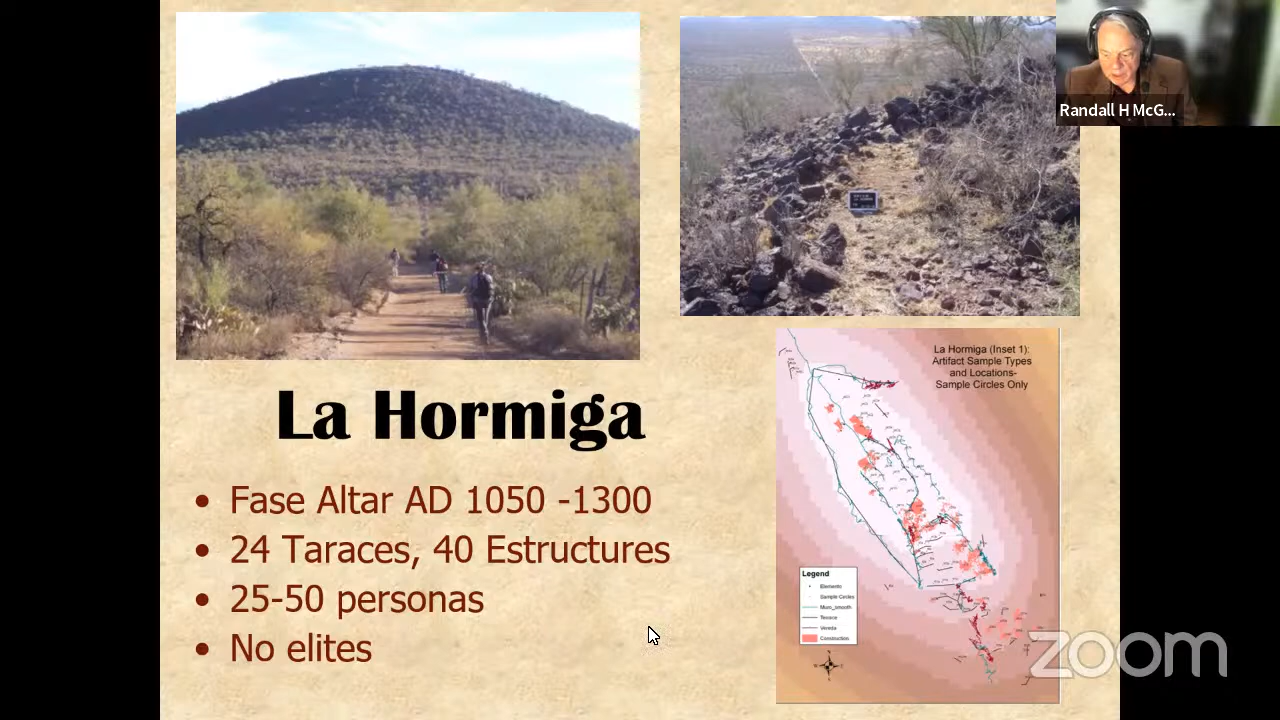 Randall H McG...
La Hormiga
• Fase Altar AD 1050 -1300
• 24 Taraces, 40 Estructures
• 25-50 personas
• No elites
La Hormiga (Inset 1):
Artifact Sample Types
and Locations-
Sample Circles Only
Legend
Elements
Sample Circles
Muro_smooth
Terrace
Vereda
Construction
zoom